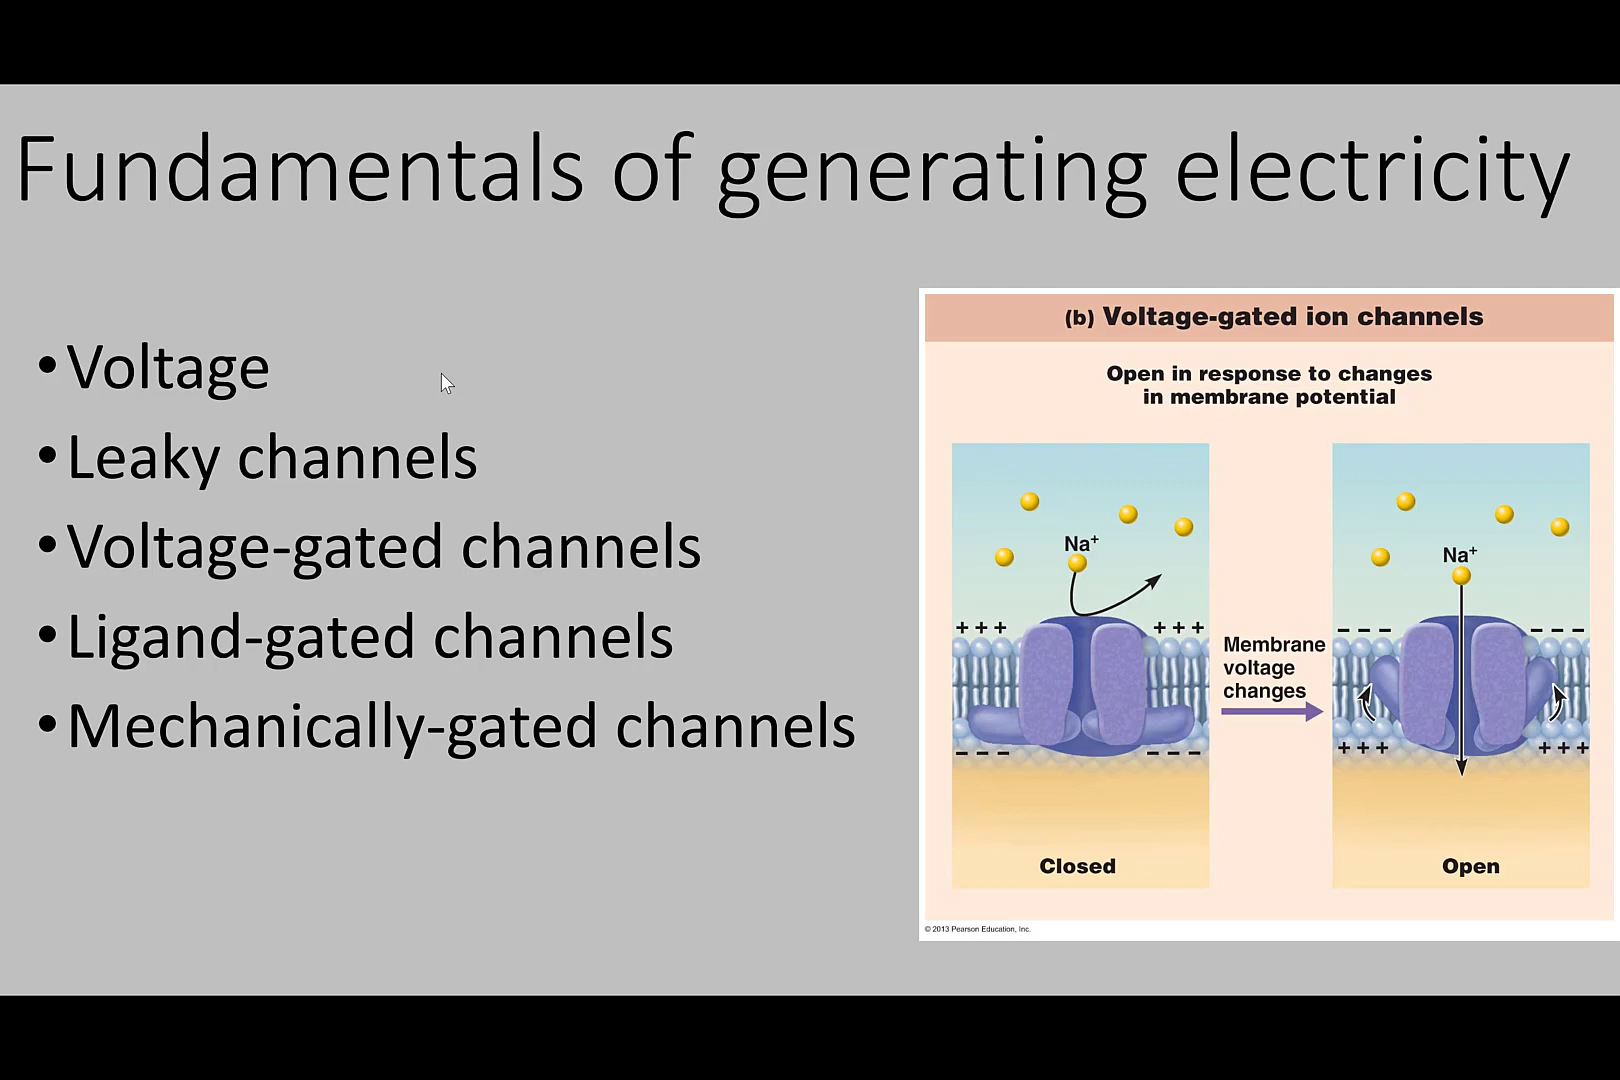 Fundamentals of generating electricity
•Voltage
•Leaky channels
•Voltage-gated channels
•Ligand-gated channels
•Mechanically-gated channels
(b) Voltage-gated ion channels
Open in response to changes
in membrane potential
Na⁺
+ + +
+ + +
– – –
– – –
Closed
Membrane
voltage
changes
Na⁺
– – –
– – –
+ + +
+ + +
Open
© 2013 Pearson Education, Inc.